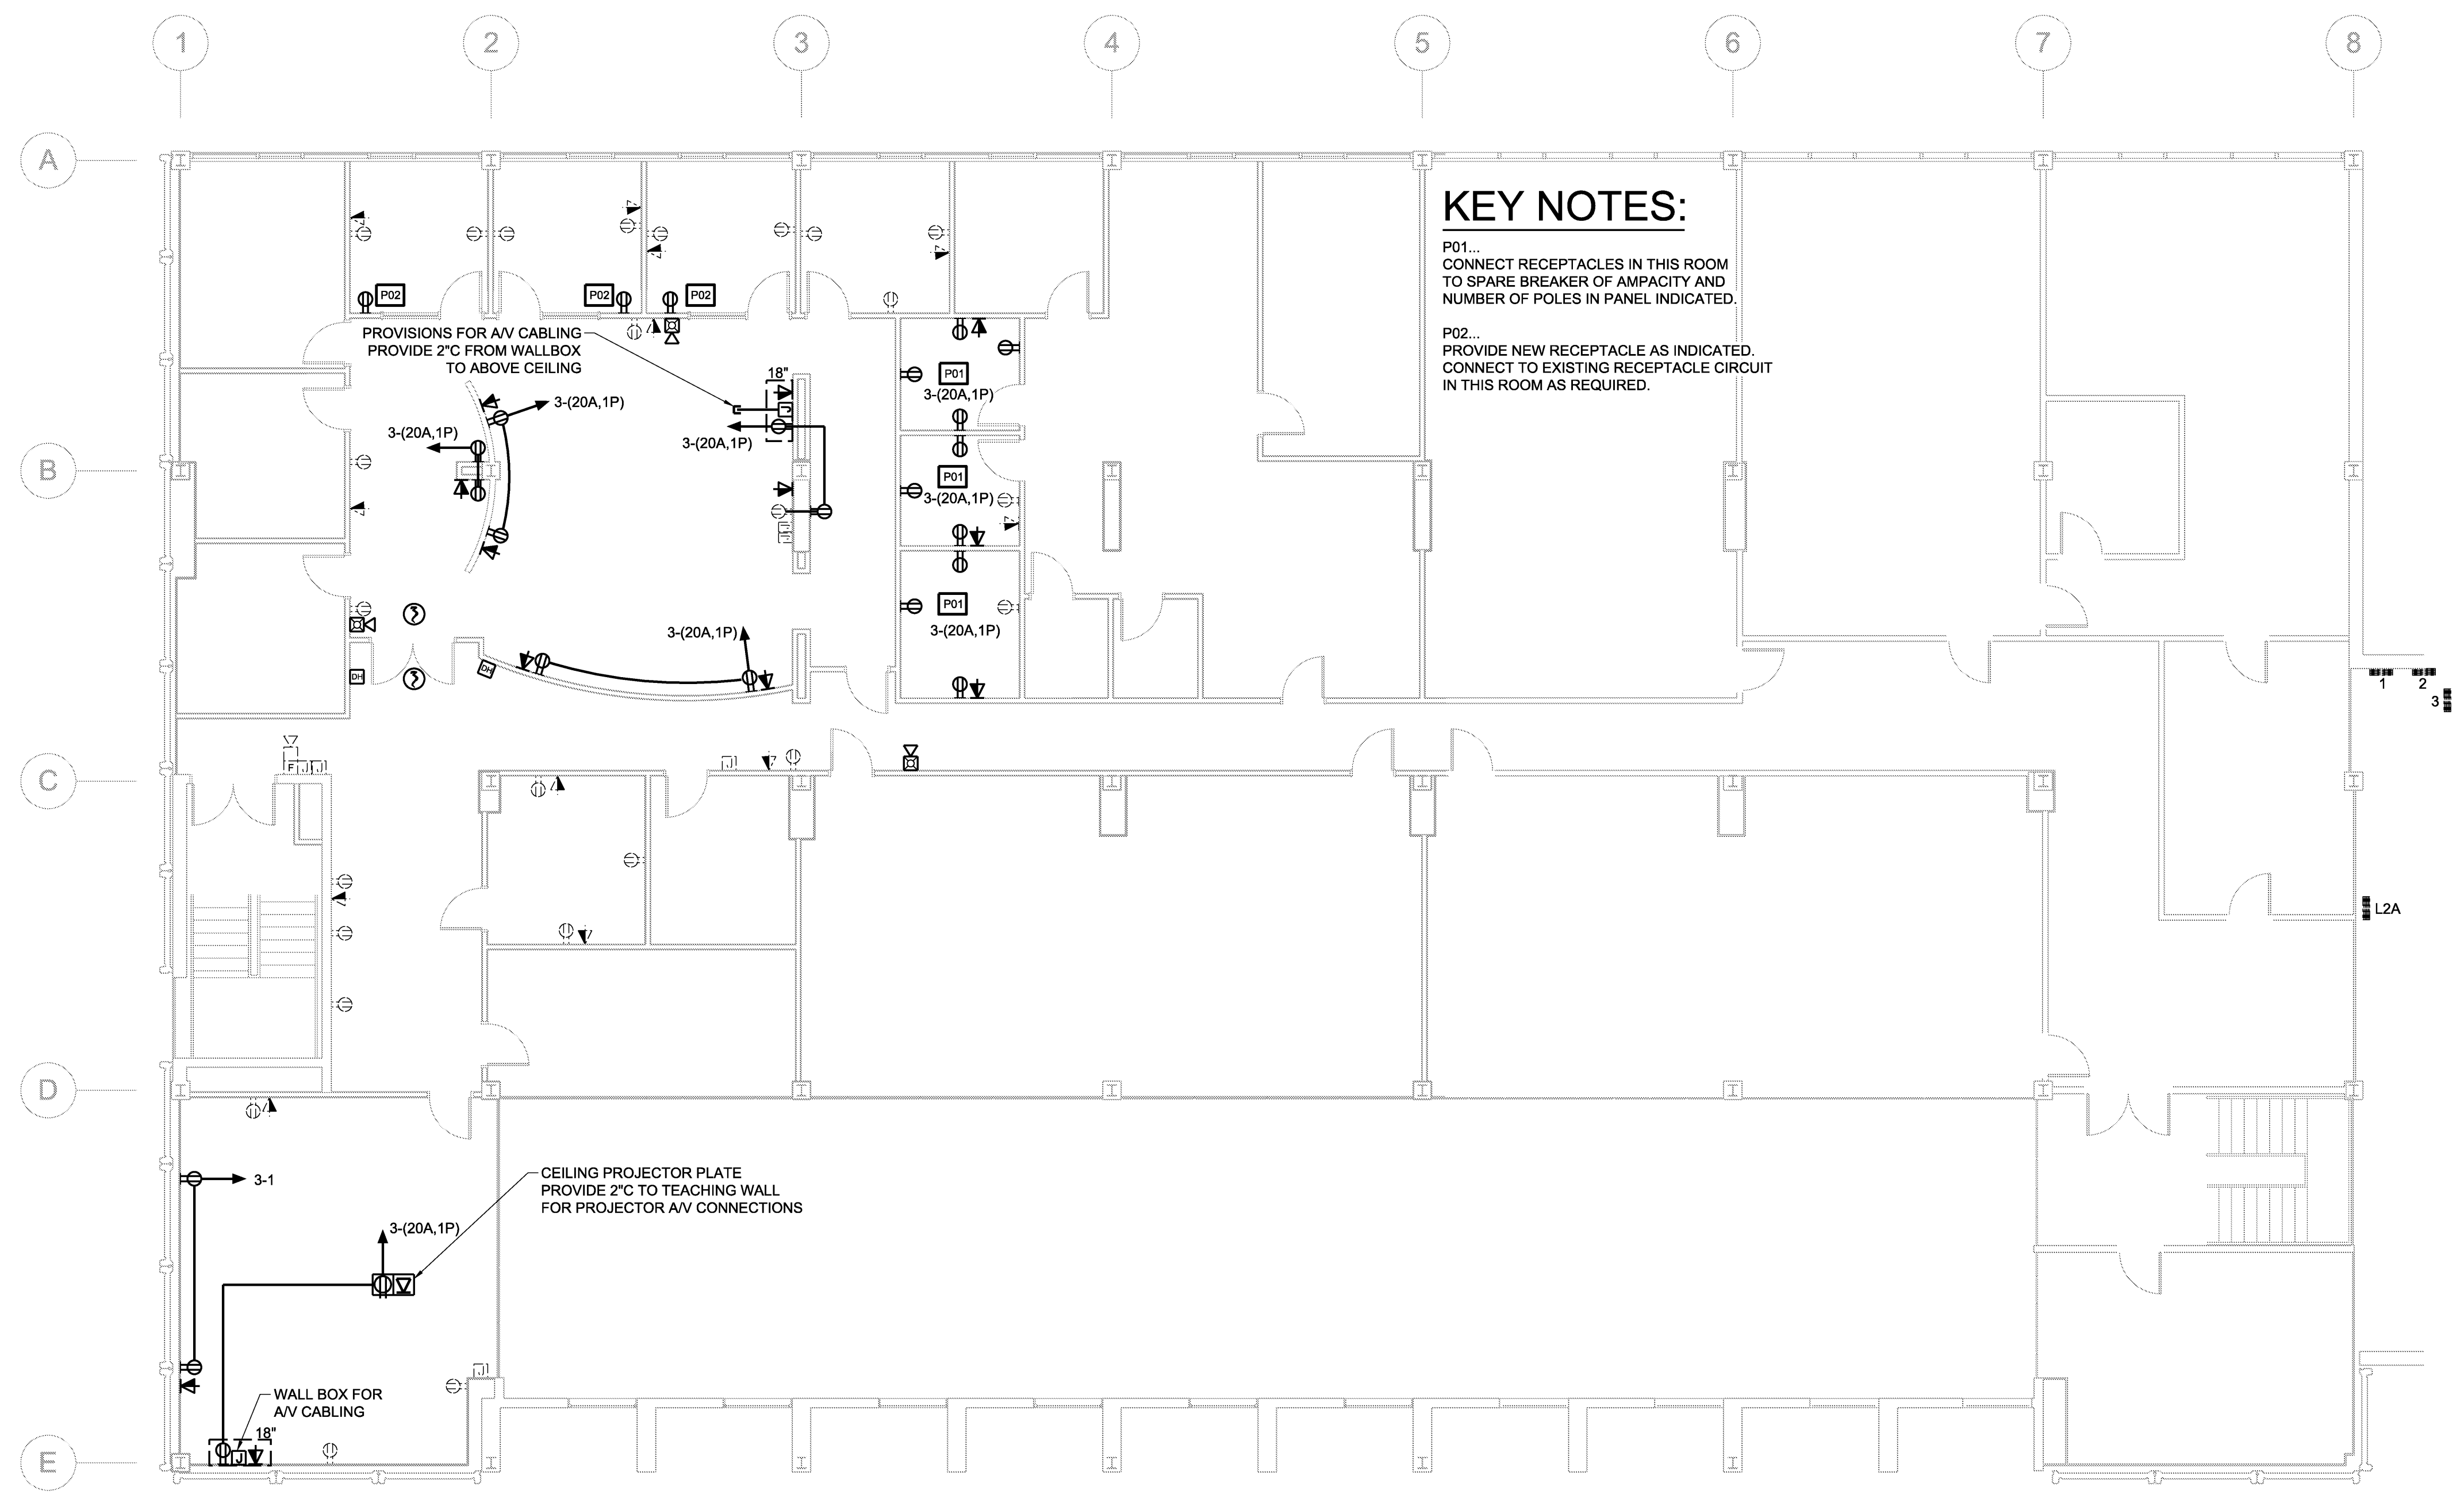 1 2 3 4 5 6 7 8
A
KEY NOTES:
P01...
CONNECT RECEPTACLES IN THIS ROOM
TO SPARE BREAKER OF AMPACITY AND
NUMBER OF POLES IN PANEL INDICATED.
P02...
PROVIDE NEW RECEPTACLE AS INDICATED.
CONNECT TO EXISTING RECEPTACLE CIRCUIT
IN THIS ROOM AS REQUIRED.
P02
P02
P02
PROVISIONS FOR A/V CABLING
PROVIDE 2"C FROM WALLBOX
TO ABOVE CEILING
18"
J
P01
3-(20A,1P)
3-(20A,1P)
3-(20A,1P)
3-(20A,1P)
B
P01
3-(20A,1P)
P01
3-(20A,1P)
3-(20A,1P)
DH
DH
1 2
3
F J J
J
C
L2A
D
3-1
CEILING PROJECTOR PLATE
PROVIDE 2"C TO TEACHING WALL
FOR PROJECTOR A/V CONNECTIONS
3-(20A,1P)
J
WALL BOX FOR
A/V CABLING
18"
J
E